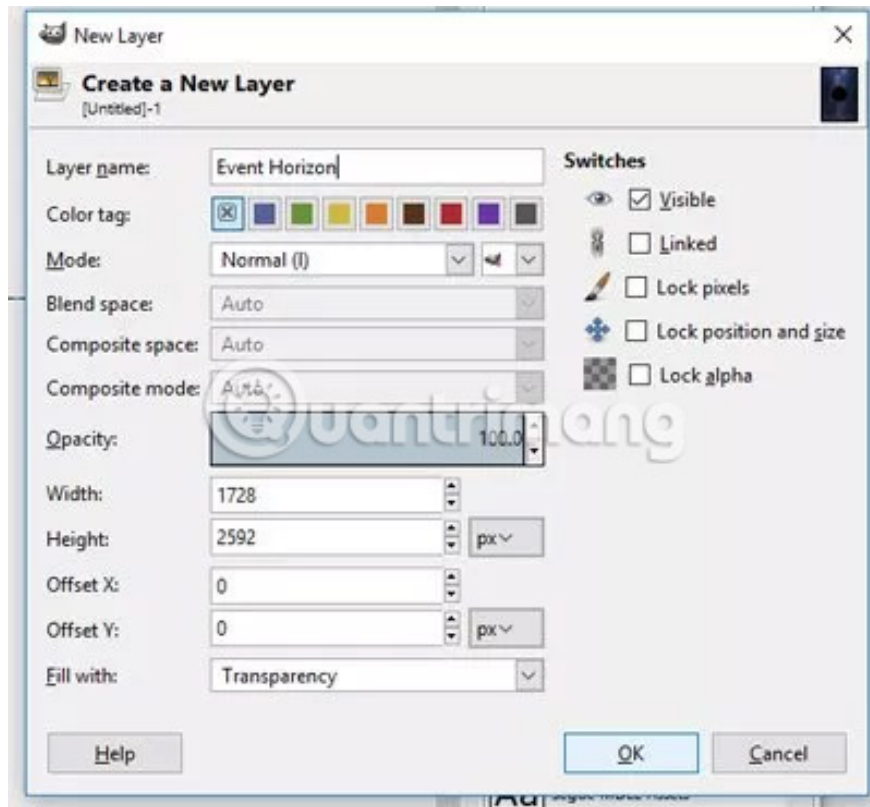 New Layer
Create a New Layer
[Untitled]-1
Layer name: Event Horizon
Color tag:
Mode: Normal (l)
Blend space: Auto
Composite space: Auto
Composite mode: Auto
Opacity: 100.0
Width: 1728
Height: 2592 px
Offset X: 0
Offset Y: 0 px
Fill with: Transparency
Switches
Visible
Linked
Lock pixels
Lock position and size
Lock alpha
Quantrimang
Help
OK
Cancel